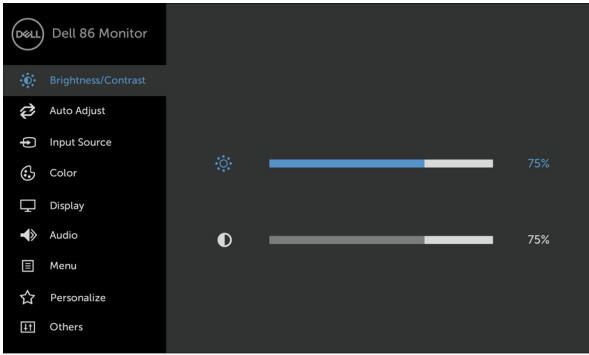 DELL
Dell 86 Monitor
Brightness/Contrast
Auto Adjust
Input Source
Color
Display
Audio
Menu
Personalize
Others
75%
75%